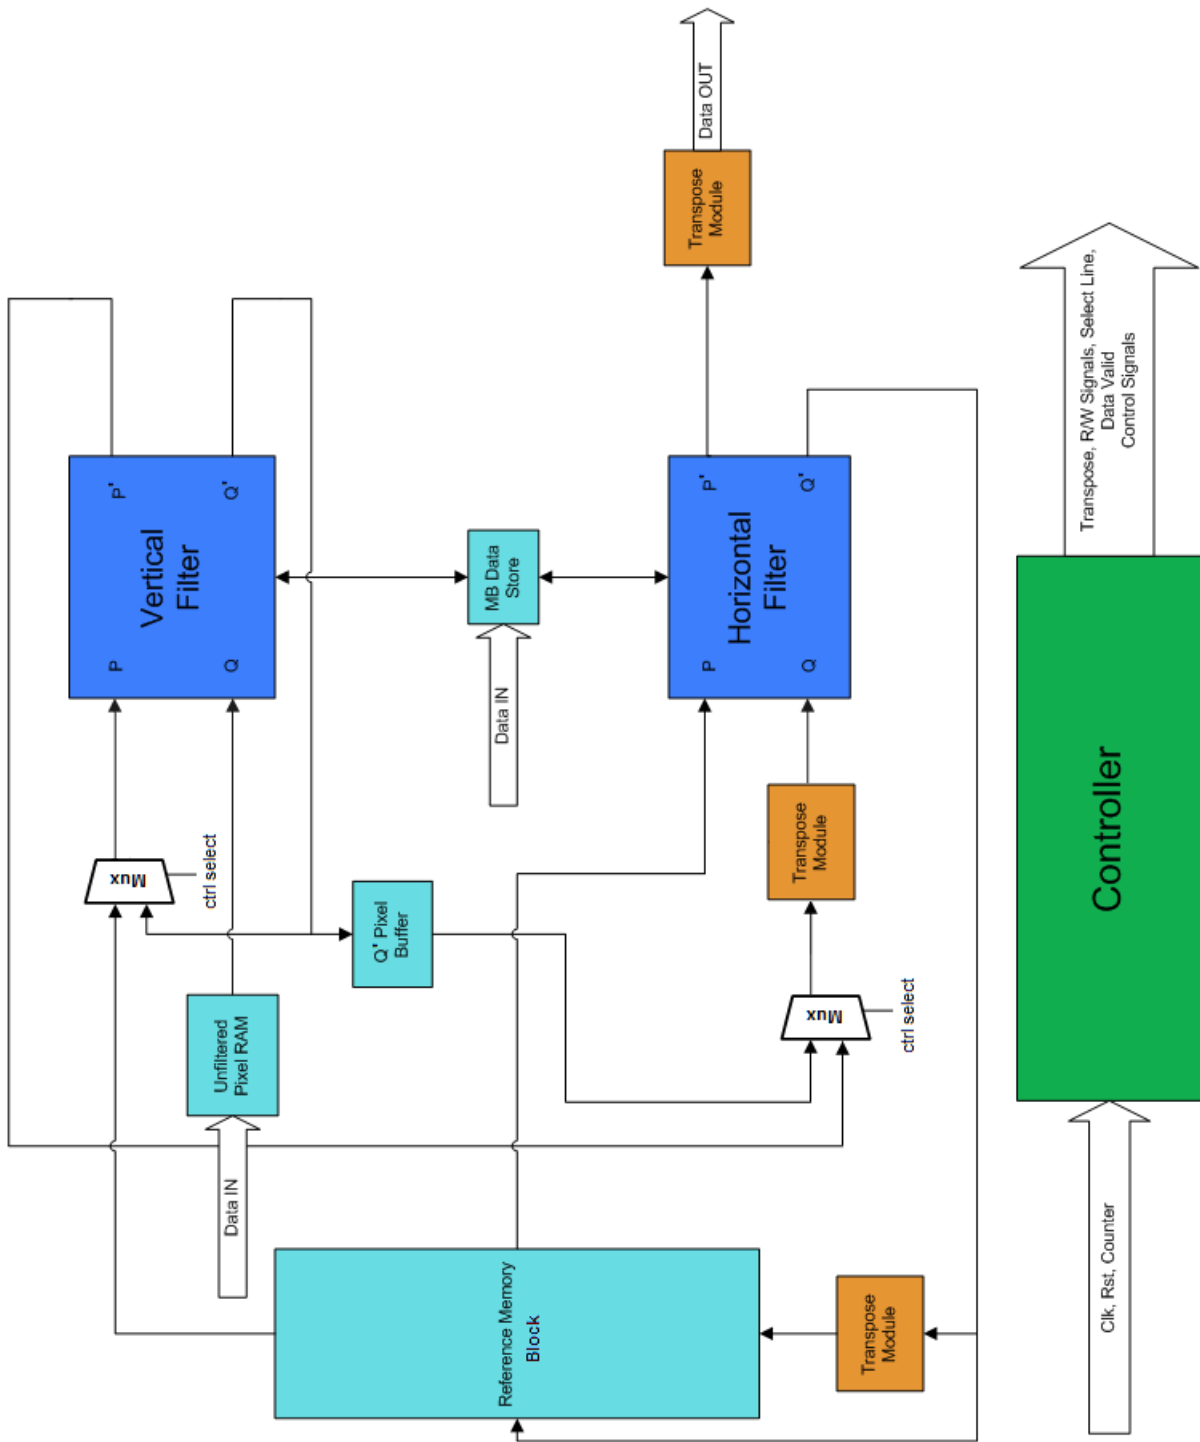 Data OUT
Transpose
Module
P'
Q'
Vertical
Filter
P
Q
MB Data
Store
Data IN
P'
Q'
Horizontal
Filter
P
Q
Transpose, R/W Signals, Select Line,
Data Valid
Control Signals
Mux
ctrl select
Q' Pixel
Buffer
Transpose
Module
Mux
ctrl select
Controller
Unfiltered
Pixel RAM
Data IN
Reference Memory
Block
Transpose
Module
Clk, Rst, Counter